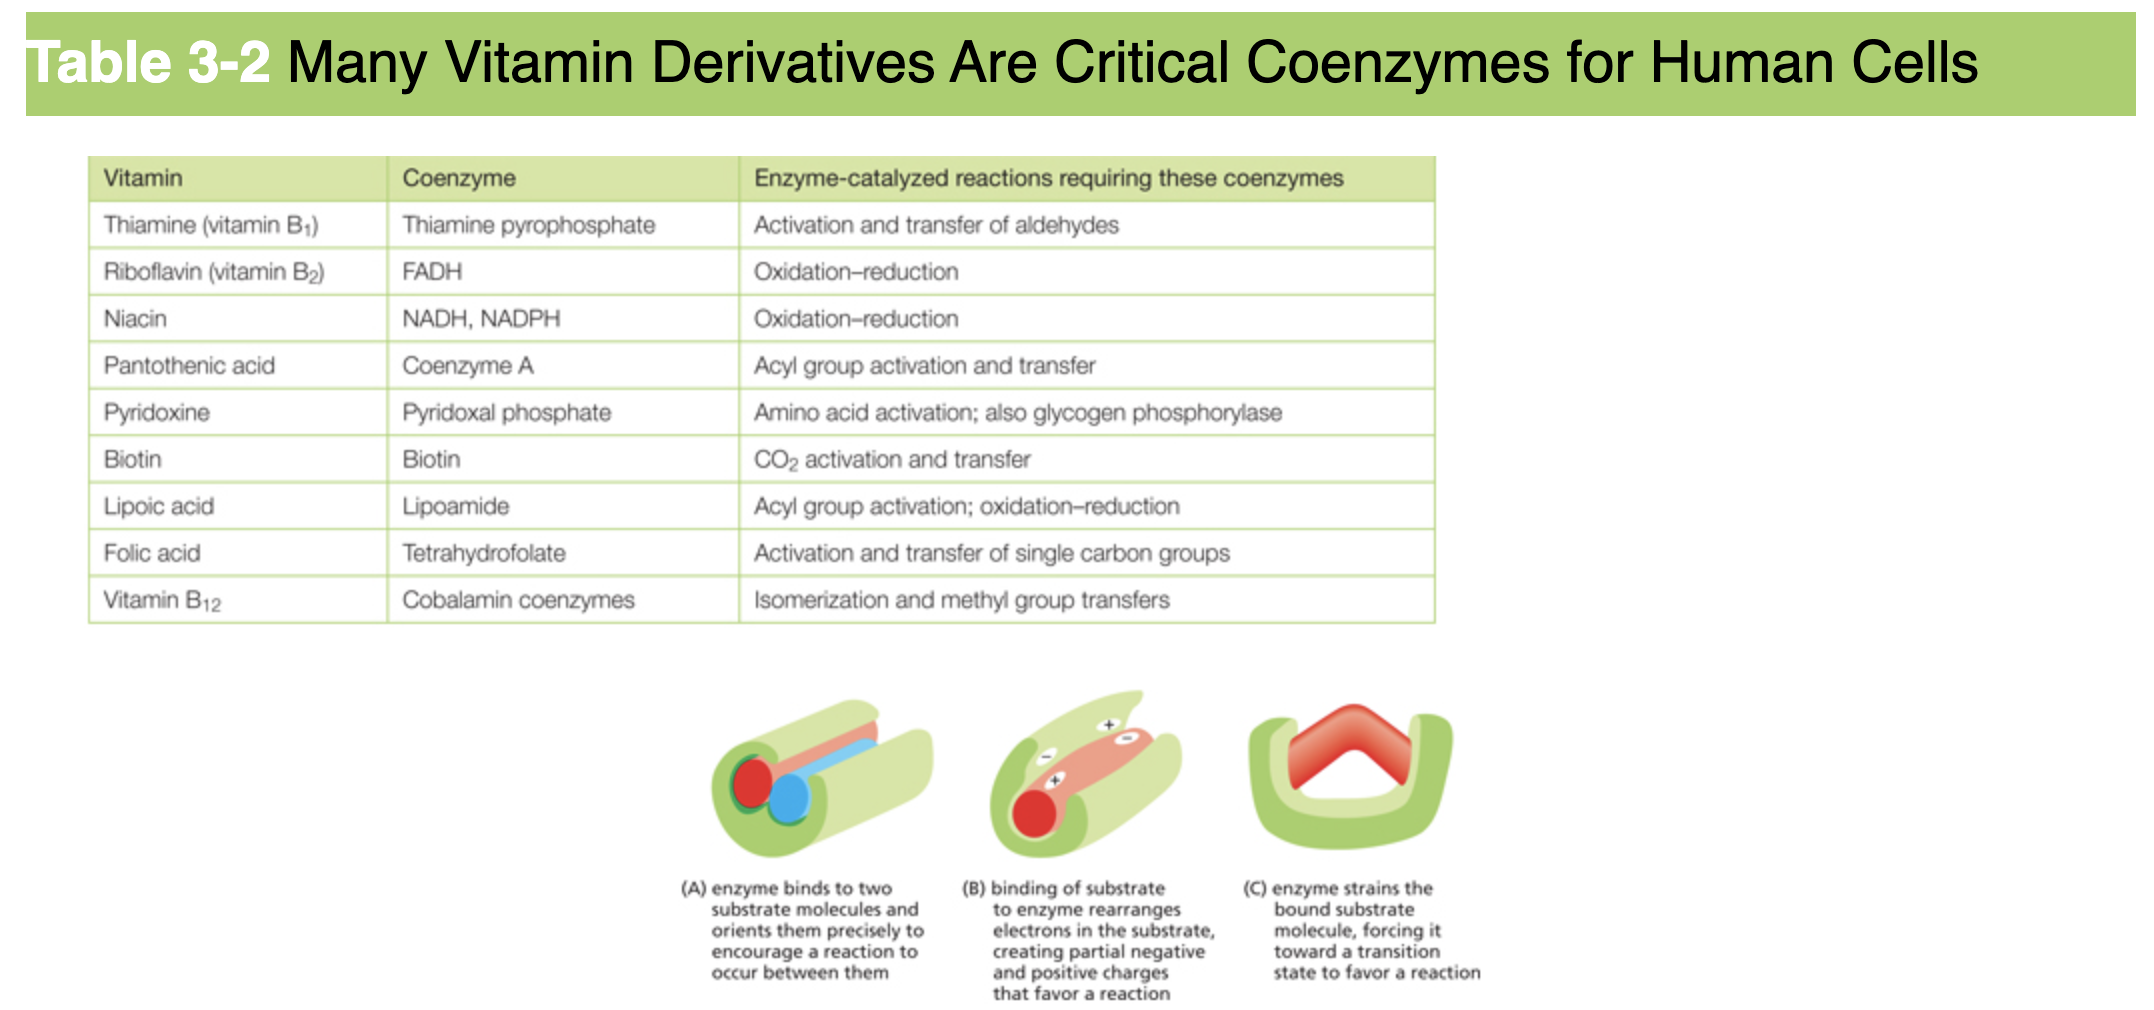 Table 3-2 Many Vitamin Derivatives Are Critical Coenzymes for Human Cells
Vitamin Coenzyme Enzyme-catalyzed reactions requiring these coenzymes
Thiamine (vitamin B₁) Thiamine pyrophosphate Activation and transfer of aldehydes
Riboflavin (vitamin B₂) FADH Oxidation–reduction
Niacin NADH, NADPH Oxidation–reduction
Pantothenic acid Coenzyme A Acyl group activation and transfer
Pyridoxine Pyridoxal phosphate Amino acid activation; also glycogen phosphorylase
Biotin Biotin CO₂ activation and transfer
Lipoic acid Lipoamide Acyl group activation; oxidation–reduction
Folic acid Tetrahydrofolate Activation and transfer of single carbon groups
Vitamin B₁₂ Cobalamin coenzymes Isomerization and methyl group transfers
+
–
–
+
(A) enzyme binds to two
substrate molecules and
orients them precisely to
encourage a reaction to
occur between them
(B) binding of substrate
to enzyme rearranges
electrons in the substrate,
creating partial negative
and positive charges
that favor a reaction
(C) enzyme strains the
bound substrate
molecule, forcing it
toward a transition
state to favor a reaction